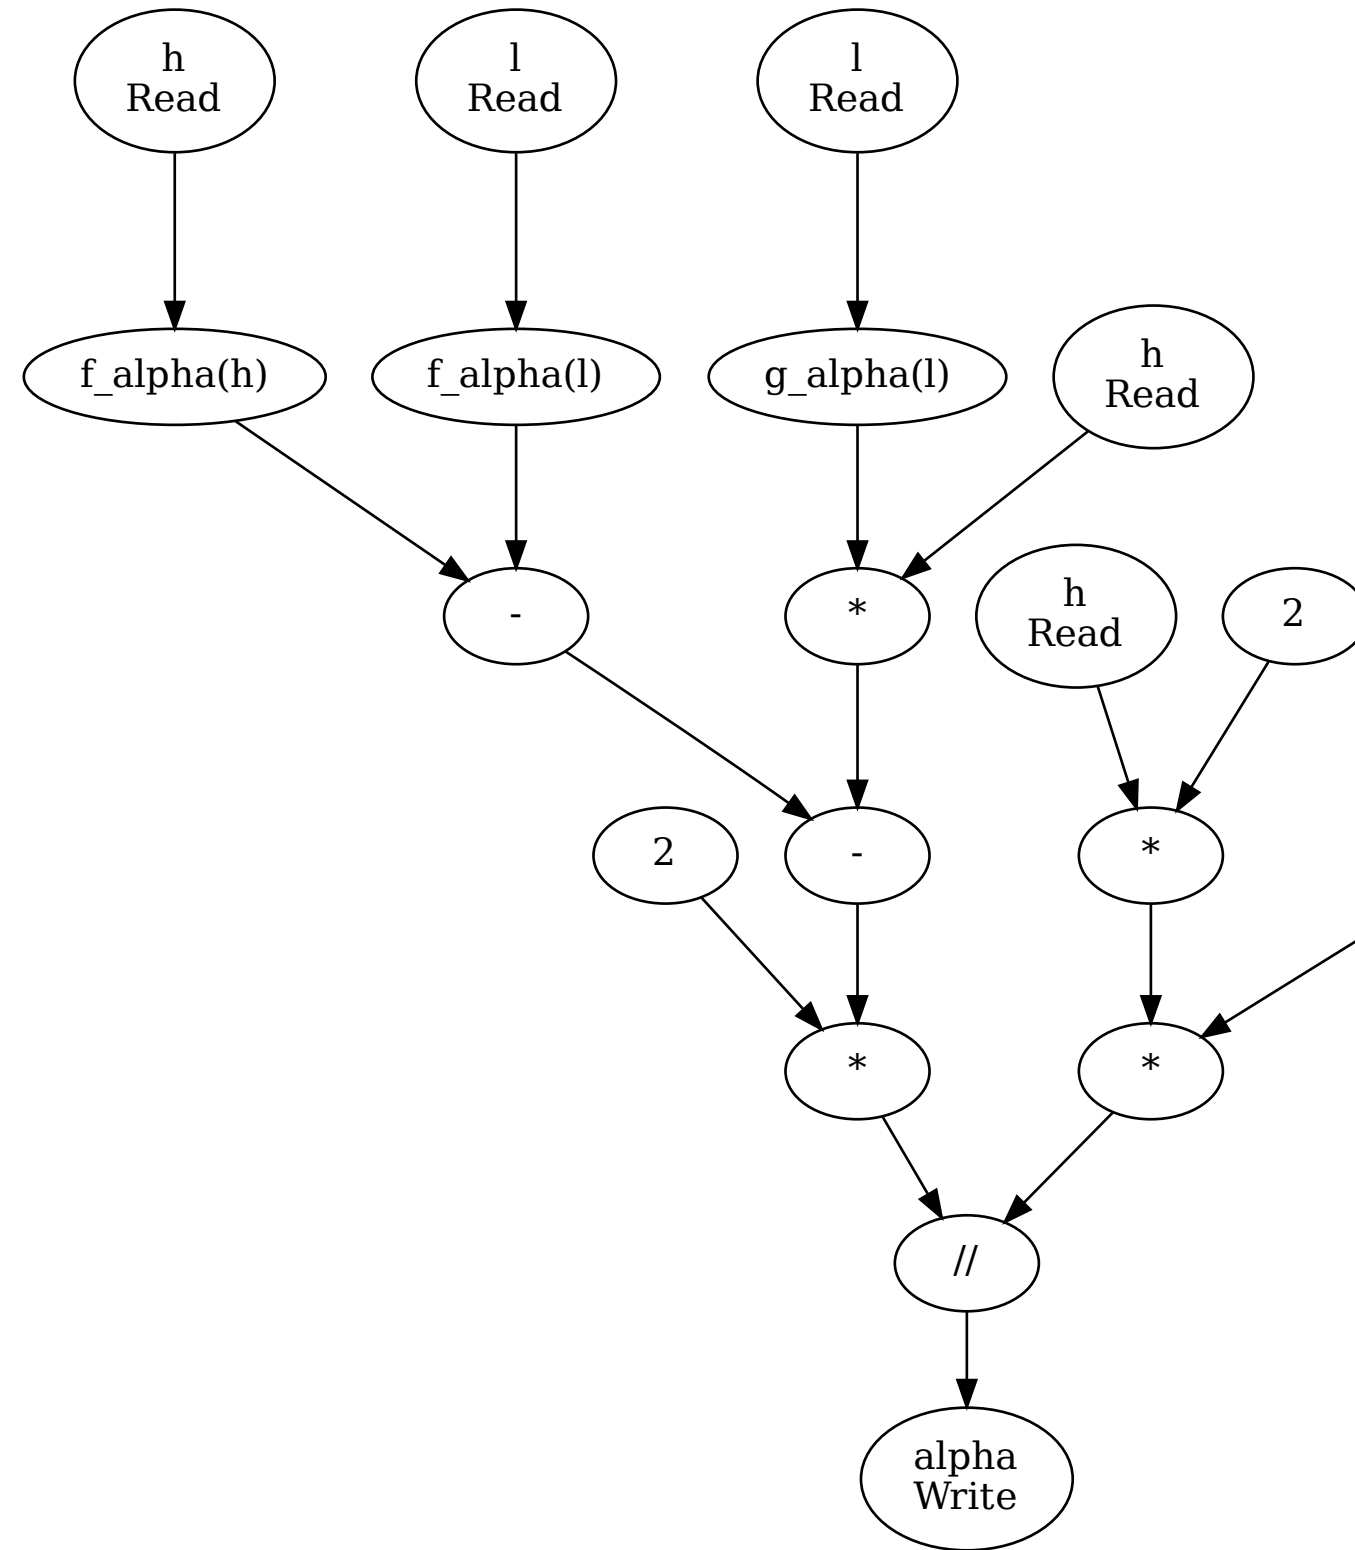 h
Read
l
Read
l
Read
f_alpha(h)
f_alpha(l)
g_alpha(l)
h
Read
-
*
h
Read
2
2
-
*
*
*
//
alpha
Write